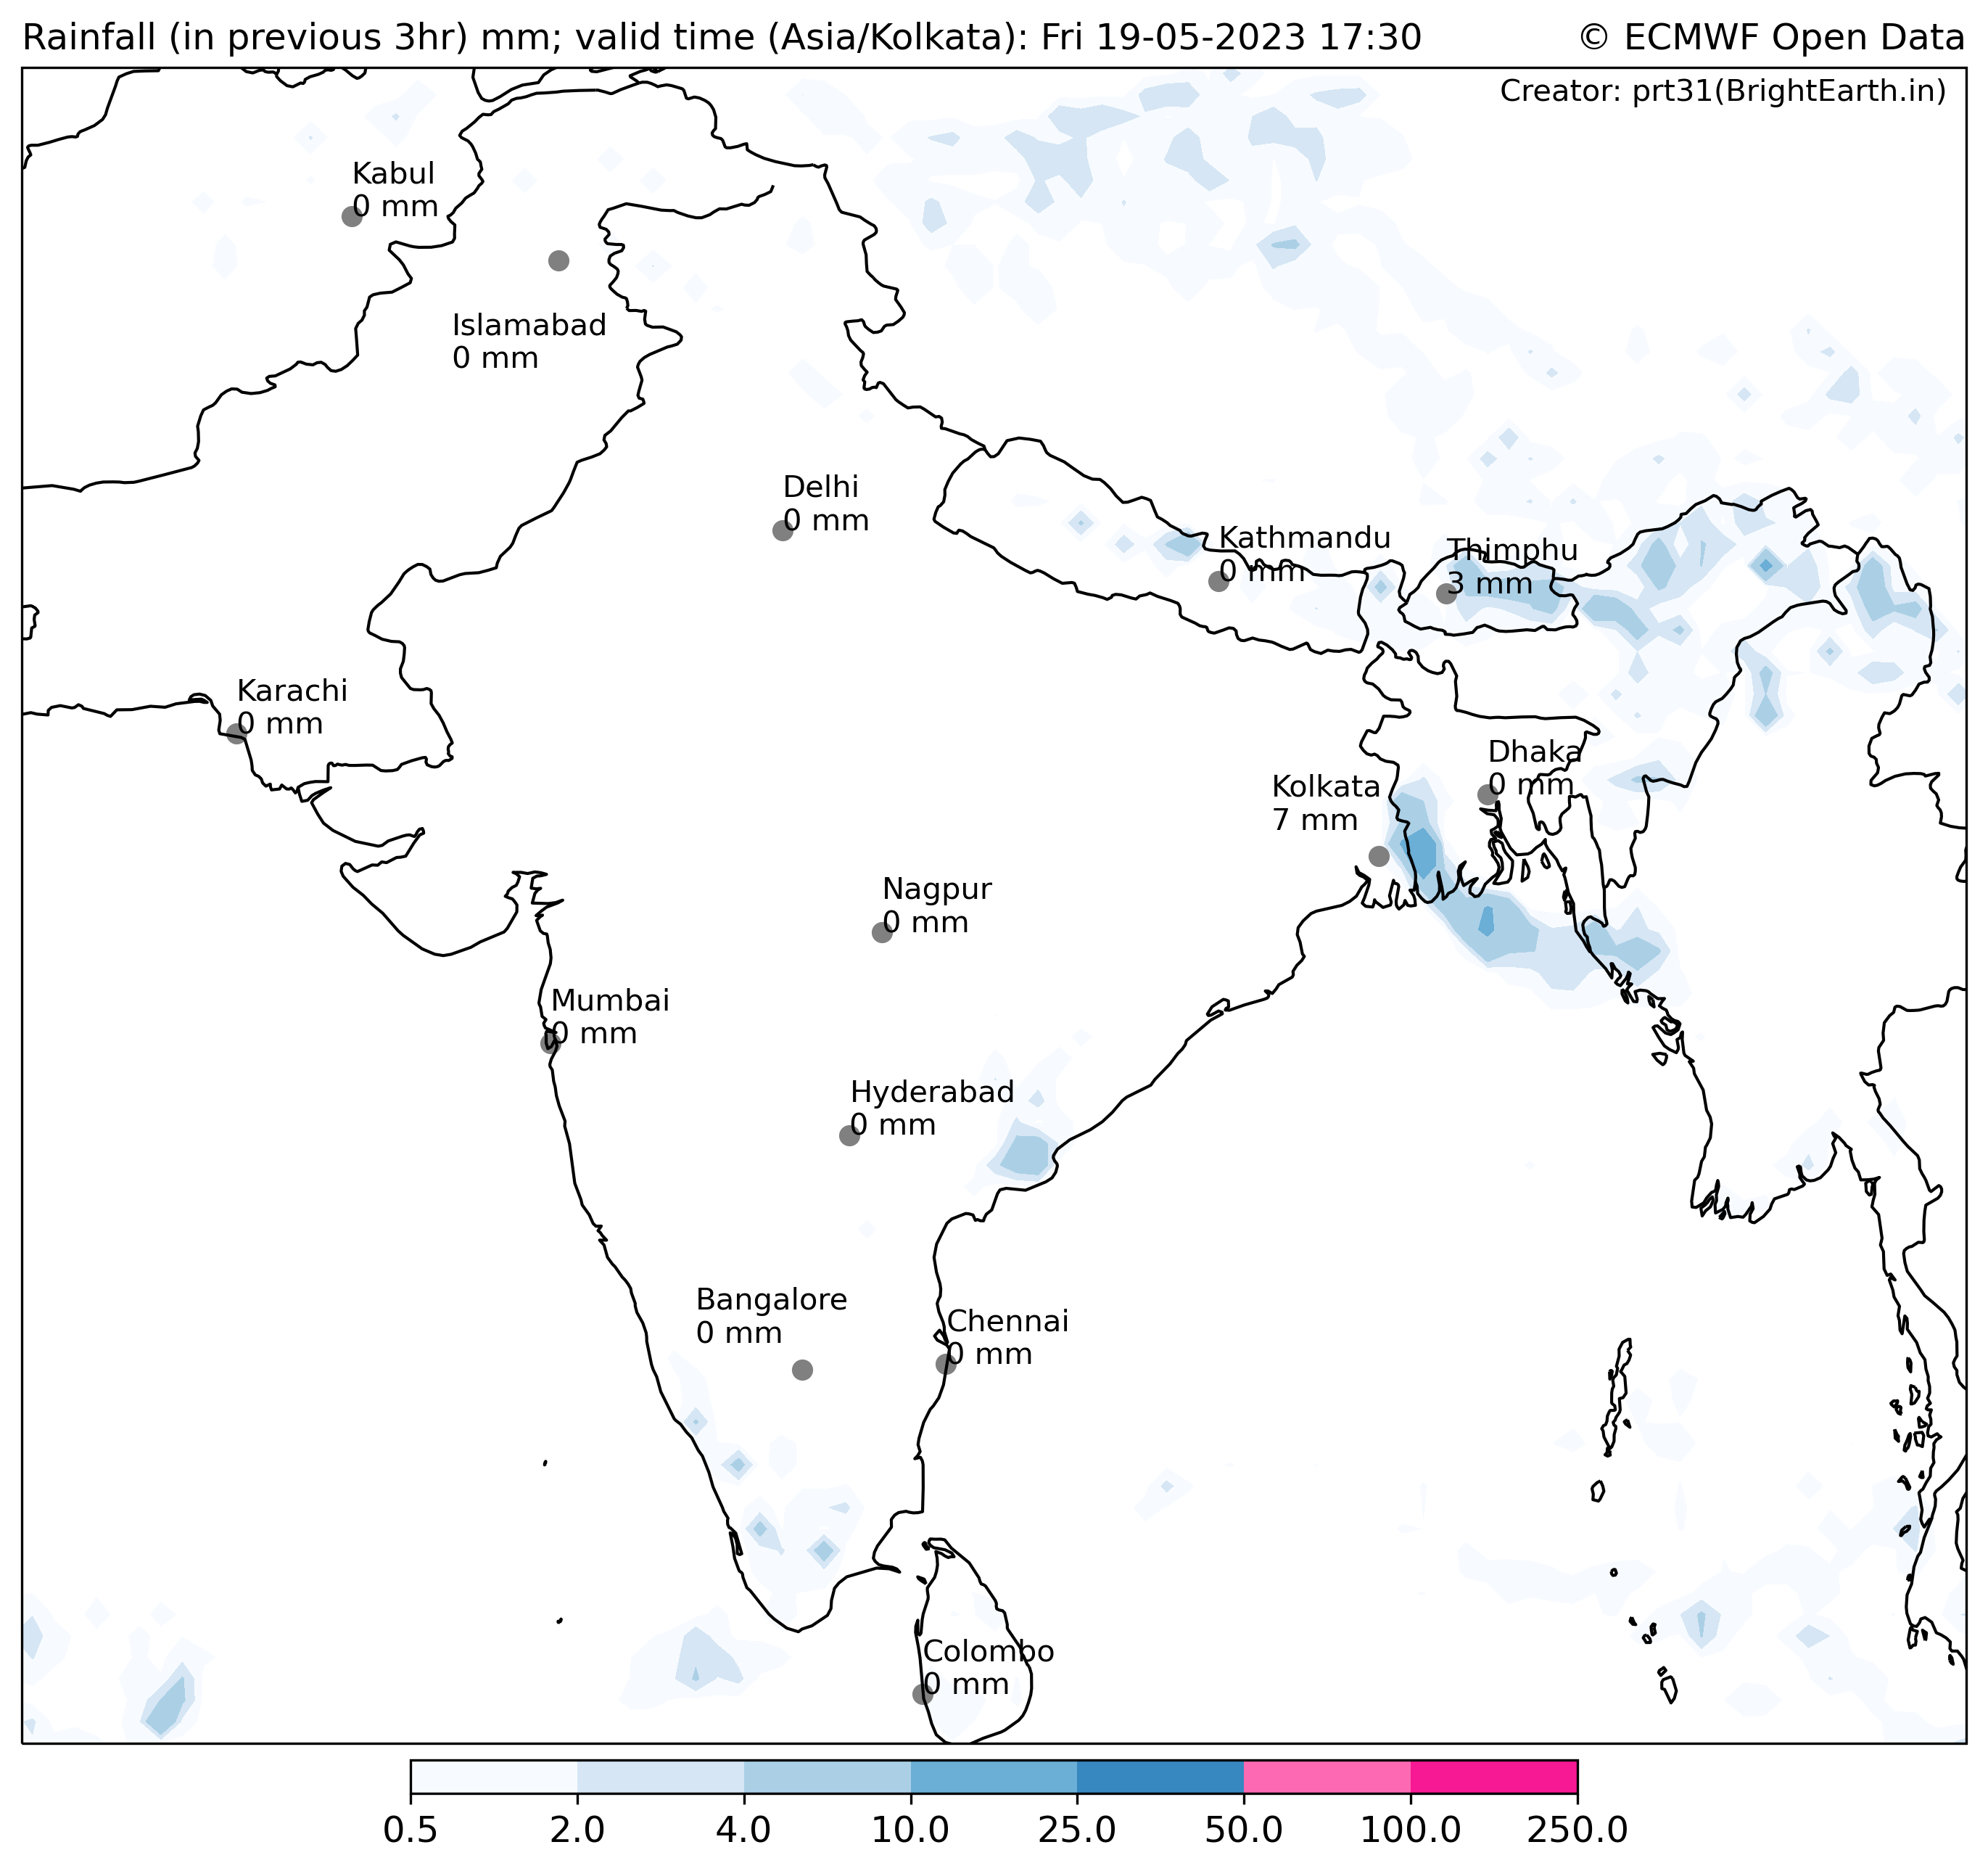 Rainfall (in previous 3hr) mm; valid time (Asia/Kolkata): Fri 19-05-2023 17:30
© ECMWF Open Data
Creator: prt31(BrightEarth.in)
Kabul
0 mm
Islamabad
0 mm
Delhi
0 mm
Kathmandu
0 mm
Thimphu
3 mm
Karachi
0 mm
Dhaka
0 mm
Kolkata
7 mm
Nagpur
0 mm
Mumbai
0 mm
Hyderabad
0 mm
Bangalore
0 mm
Chennai
0 mm
Colombo
0 mm
0.5 2.0 4.0 10.0 25.0 50.0 100.0 250.0